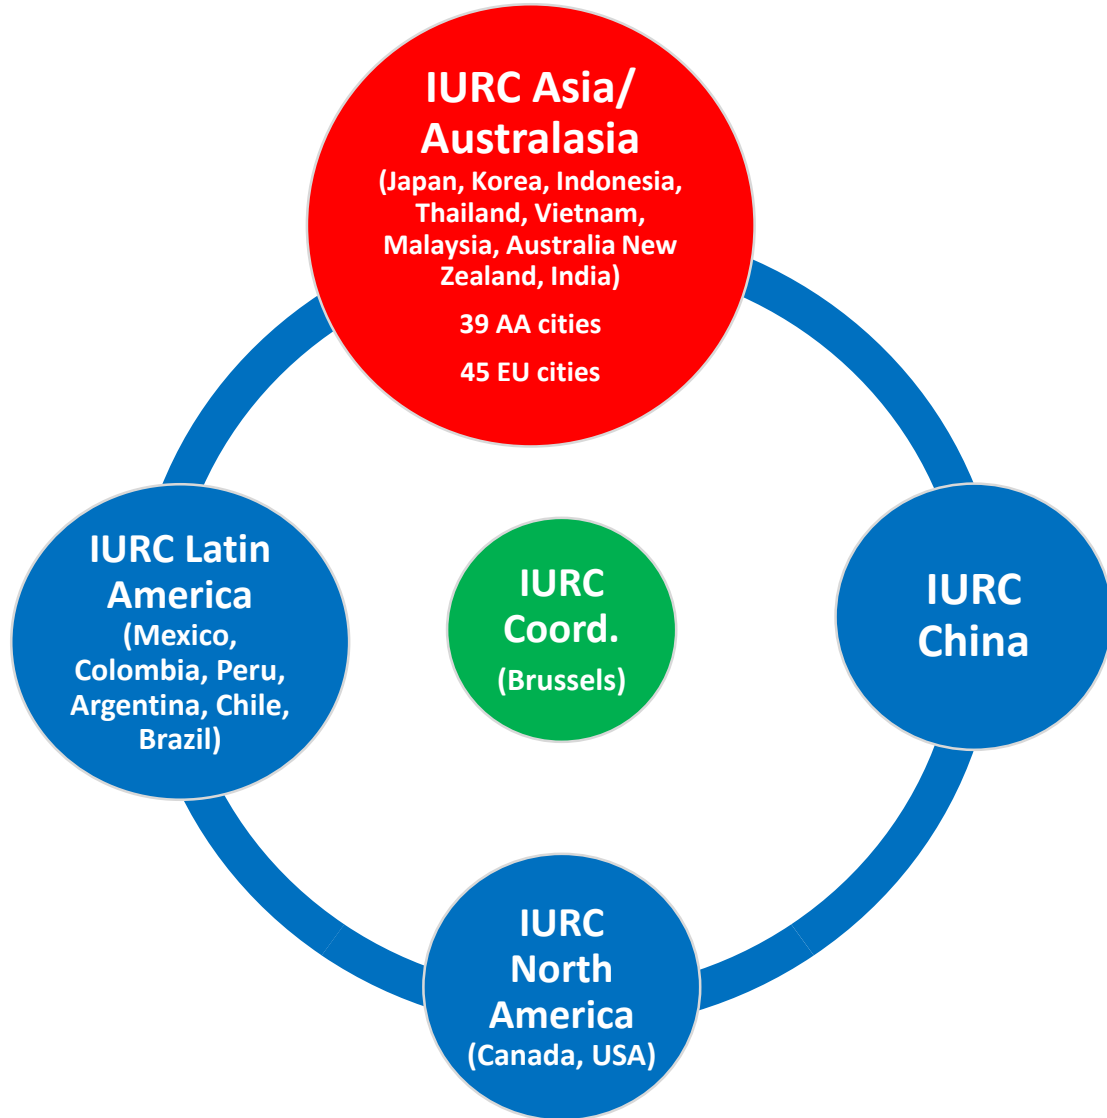 IURC Asia/
Australasia
(Japan, Korea, Indonesia,
Thailand, Vietnam,
Malaysia, Australia New
Zealand, India)
39 AA cities
45 EU cities
IURC Latin
America
(Mexico,
Colombia, Peru,
Argentina, Chile,
Brazil)
IURC
Coord.
(Brussels)
IURC
China
IURC
North
America
(Canada, USA)